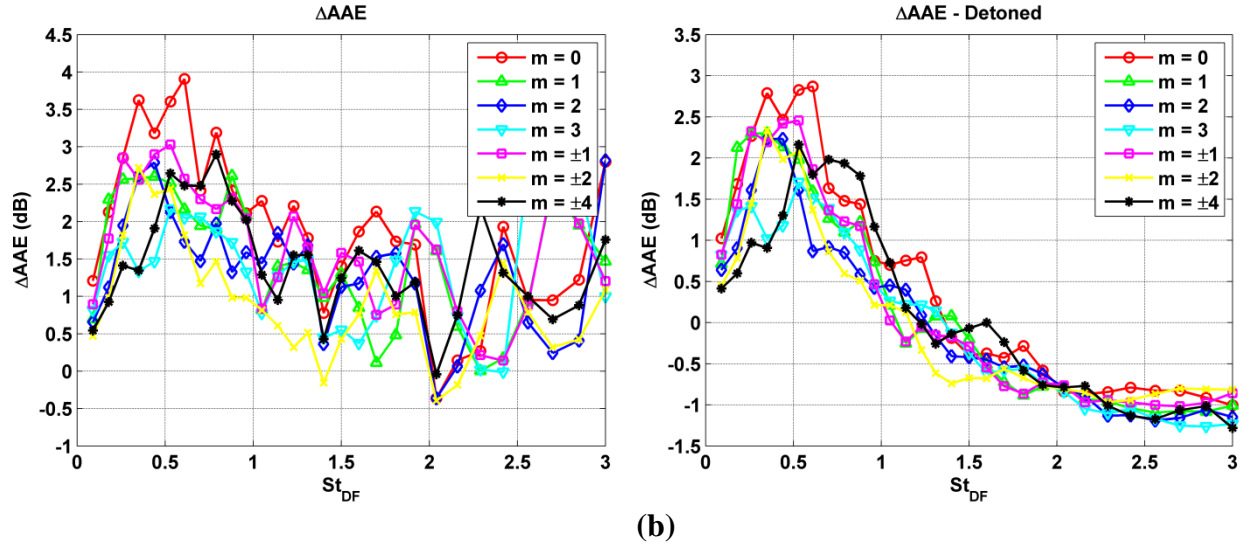 ΔAAE
ΔAAE (dB)
4.5
4
3.5
3
2.5
2
1.5
1
0.5
0
-0.5
-1
0
0.5
1
1.5
2
2.5
3
St_DF
m = 0
m = 1
m = 2
m = 3
m = ±1
m = ±2
m = ±4
ΔAAE - Detoned
ΔAAE (dB)
3.5
3
2.5
2
1.5
1
0.5
0
-0.5
-1
-1.5
0
0.5
1
1.5
2
2.5
3
St_DF
m = 0
m = 1
m = 2
m = 3
m = ±1
m = ±2
m = ±4
(b)